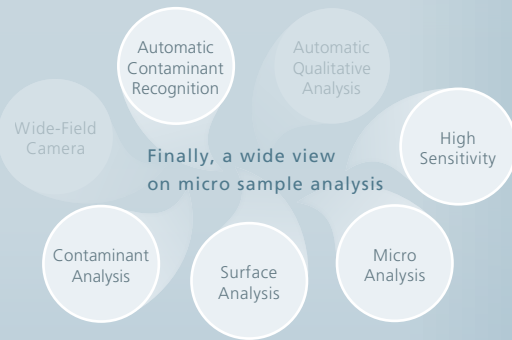 Automatic
Contaminant
Recognition
Automatic
Qualitative
Analysis
Wide-Field
Camera
High
Sensitivity
Finally, a wide view
on micro sample analysis
Contaminant
Analysis
Surface
Analysis
Micro
Analysis